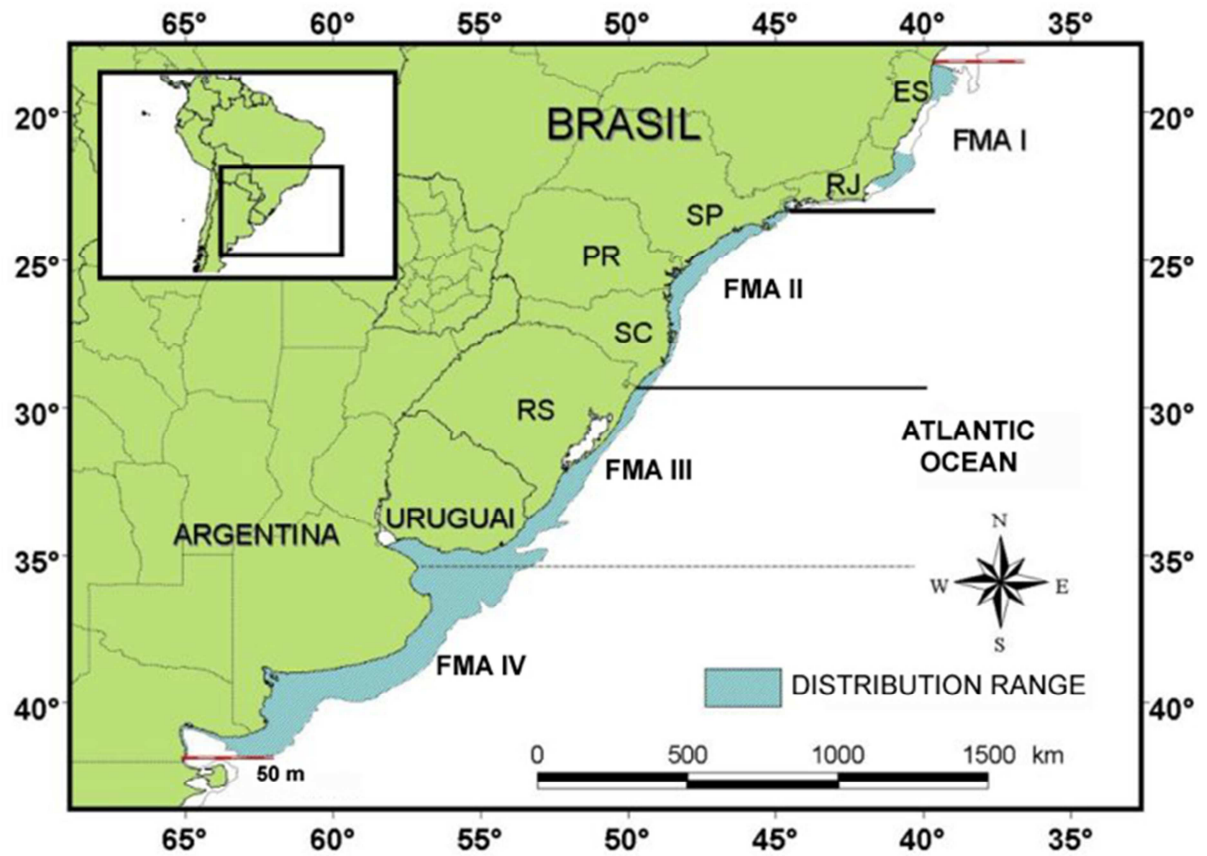 65° 60° 55° 50° 45° 40° 35°
ES
20° 20°
BRASIL
FMA I
RJ
SP
PR
25° 25°
FMA II
SC
RS
30° 30°
ATLANTIC
OCEAN
FMA III
URUGUAI
ARGENTINA
N
35° 35°
W E
S
FMA IV
DISTRIBUTION RANGE
40° 40°
0 500 1000 1500 km
50 m
65° 60° 55° 50° 45° 40° 35°